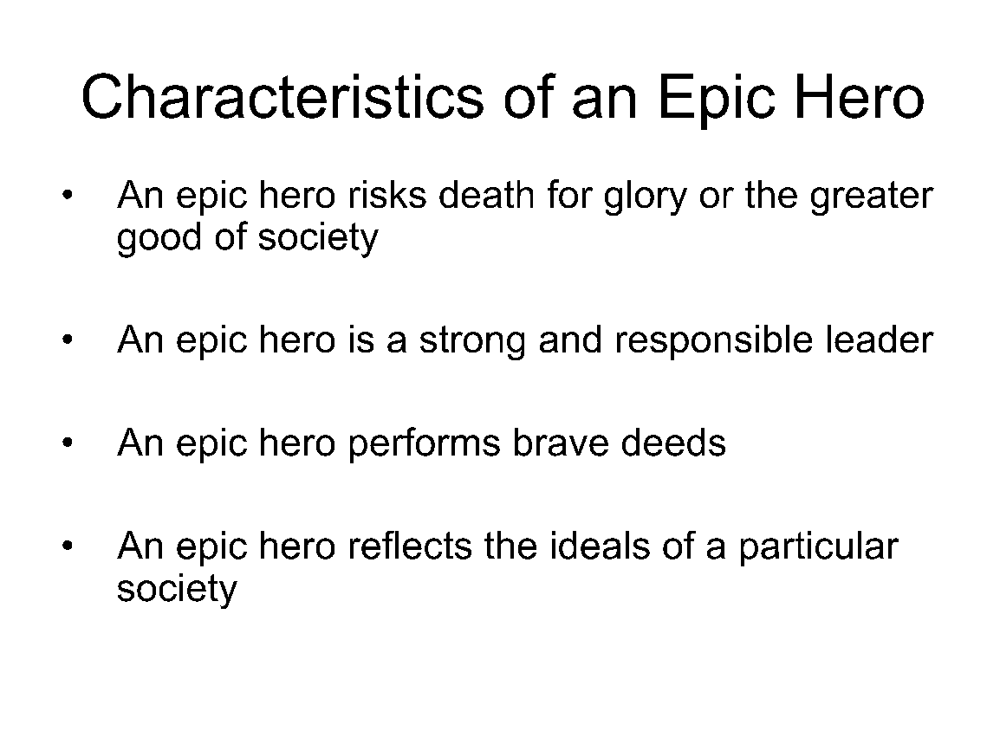 Characteristics of an Epic Hero
• An epic hero risks death for glory or the greater
good of society
• An epic hero is a strong and responsible leader
• An epic hero performs brave deeds
• An epic hero reflects the ideals of a particular
society